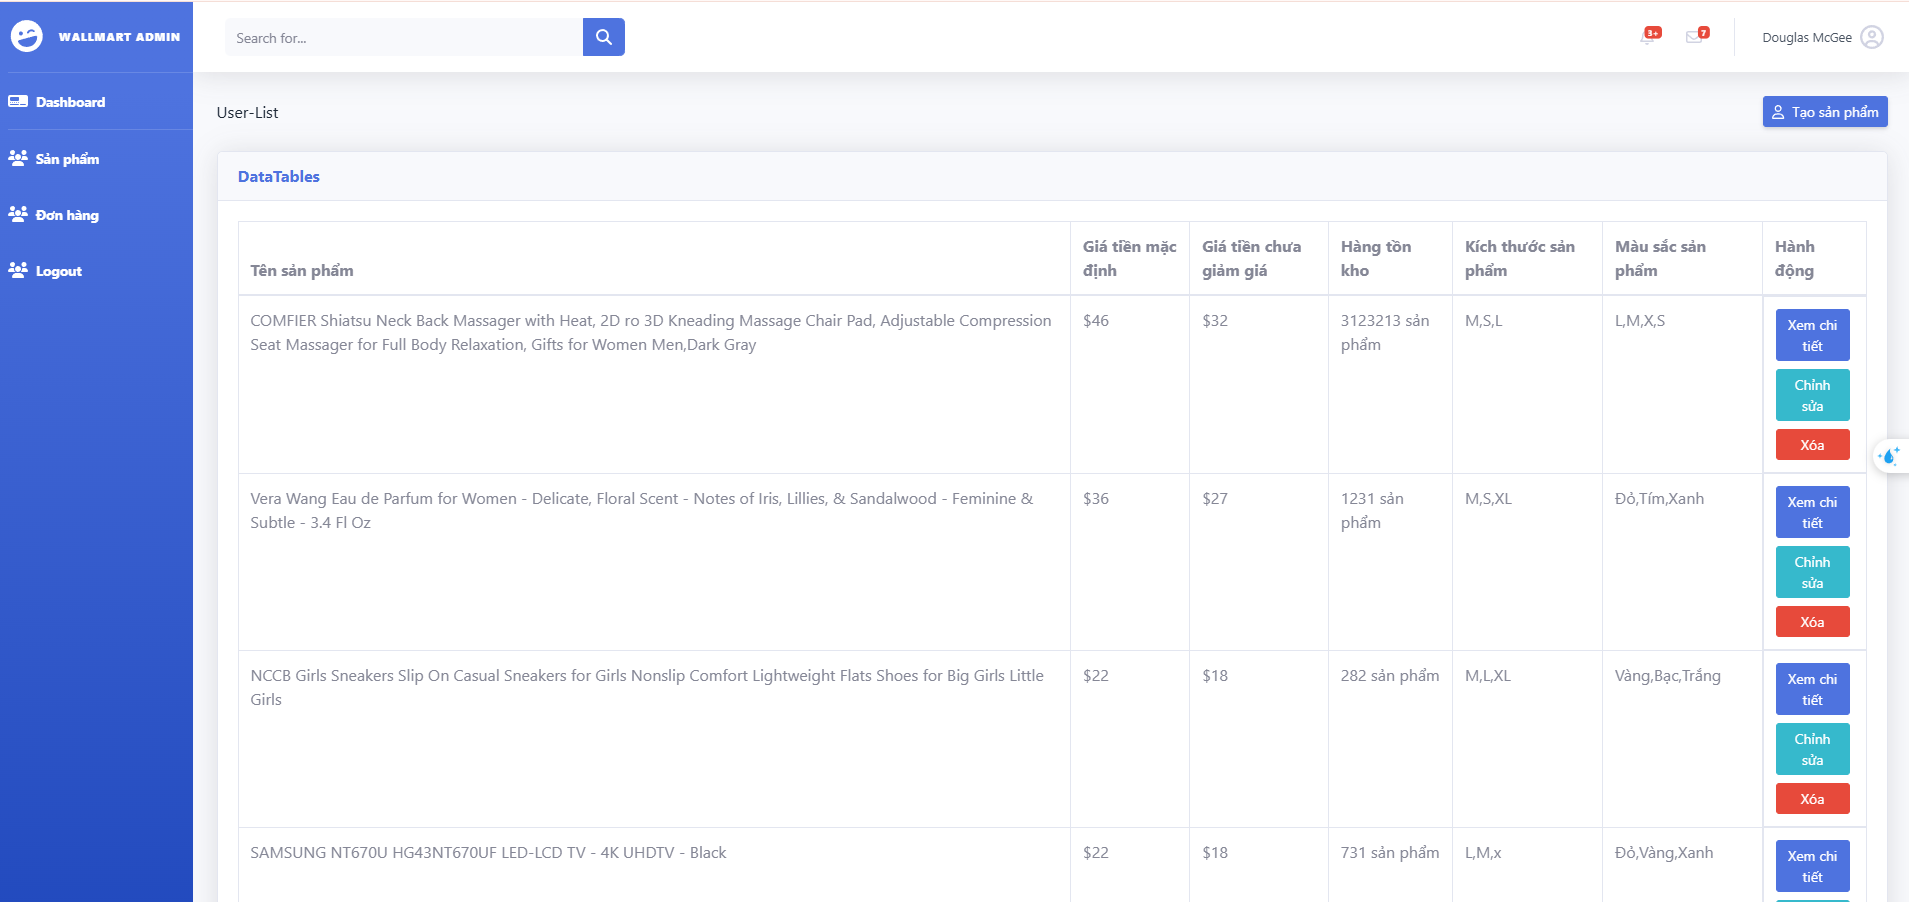 WALLMART ADMIN
Search for...
3+
7
Douglas McGee
Dashboard
Sản phẩm
Đơn hàng
Logout
User-List
Tạo sản phẩm
DataTables
Tên sản phẩm
Giá tiền mặc
định
Giá tiền chưa
giảm giá
Hàng tồn
kho
Kích thước sản
phẩm
Màu sắc sản
phẩm
Hành
động
COMFIER Shiatsu Neck Back Massager with Heat, 2D ro 3D Kneading Massage Chair Pad, Adjustable Compression
Seat Massager for Full Body Relaxation, Gifts for Women Men,Dark Gray
$46
$32
3123213 sản
phẩm
M,S,L
L,M,X,S
Xem chi
tiết
Chỉnh
sửa
Xóa
Vera Wang Eau de Parfum for Women - Delicate, Floral Scent - Notes of Iris, Lillies, & Sandalwood - Feminine &
Subtle - 3.4 Fl Oz
$36
$27
1231 sản
phẩm
M,S,XL
Đỏ,Tím,Xanh
Xem chi
tiết
Chỉnh
sửa
Xóa
NCCB Girls Sneakers Slip On Casual Sneakers for Girls Nonslip Comfort Lightweight Flats Shoes for Big Girls Little
Girls
$22
$18
282 sản phẩm
M,L,XL
Vàng,Bạc,Trắng
Xem chi
tiết
Chỉnh
sửa
Xóa
SAMSUNG NT670U HG43NT670UF LED-LCD TV - 4K UHDTV - Black
$22
$18
731 sản phẩm
L,M,x
Đỏ,Vàng,Xanh
Xem chi
tiết